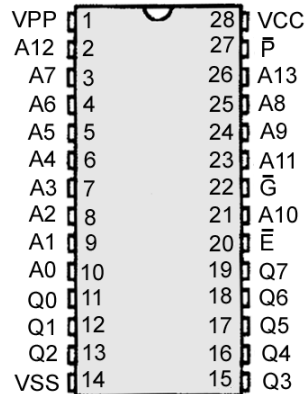 VPP 1 28 VCC
A12 2 27 P̅
A7 3 26 A13
A6 4 25 A8
A5 5 24 A9
A4 6 23 A11
A3 7 22 G̅
A2 8 21 A10
A1 9 20 E̅
A0 10 19 Q7
Q0 11 18 Q6
Q1 12 17 Q5
Q2 13 16 Q4
VSS 14 15 Q3